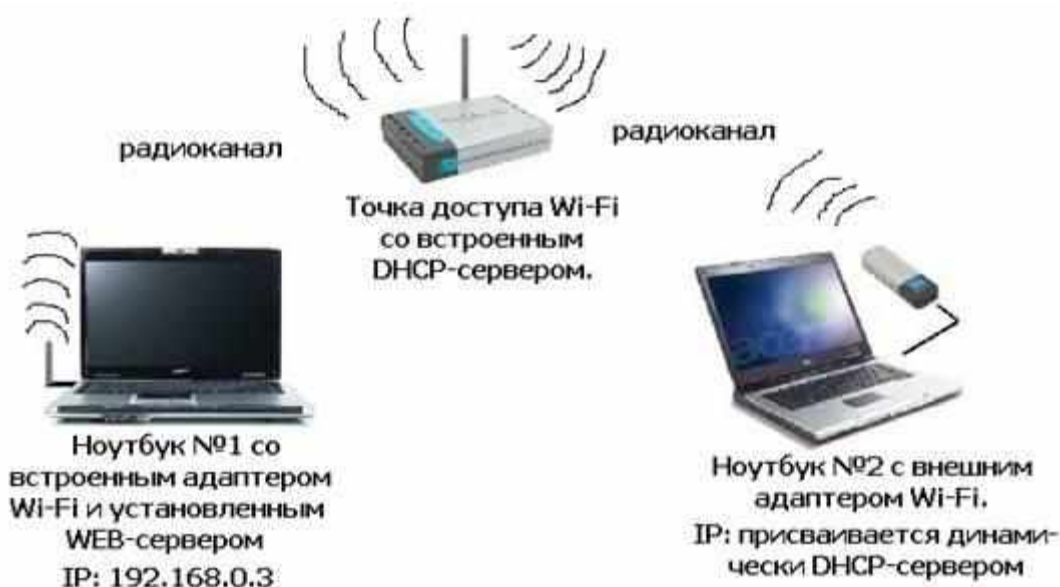 радиоканал
радиоканал
Точка доступа Wi-Fi
со встроенным
DHCP-сервером.
Ноутбук №1 со
встроенным адаптером
Wi-Fi и установленным
WEB-сервером
IP: 192.168.0.3
Ноутбук №2 с внешним
адаптером Wi-Fi.
IP: присваивается динами-
чески DHCP-сервером